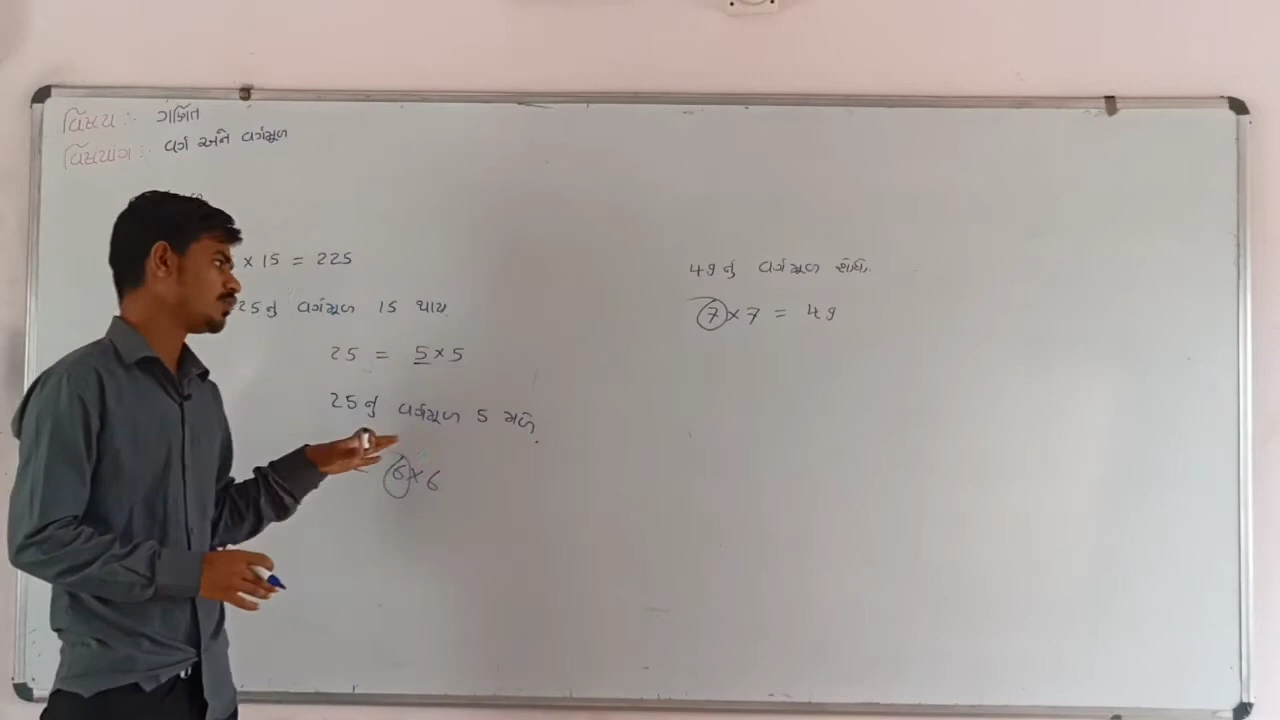 વિષય :- ગણિત
વિષયાંગ :- વર્ગ અને વર્ગમૂળ
× 15 = 225
25નું વર્ગમૂળ 15 થાય.
25 = 5×5
25નું વર્ગમૂળ 5 મળે.
6×6
49નું વર્ગમૂળ શોધો.
7×7 = 49